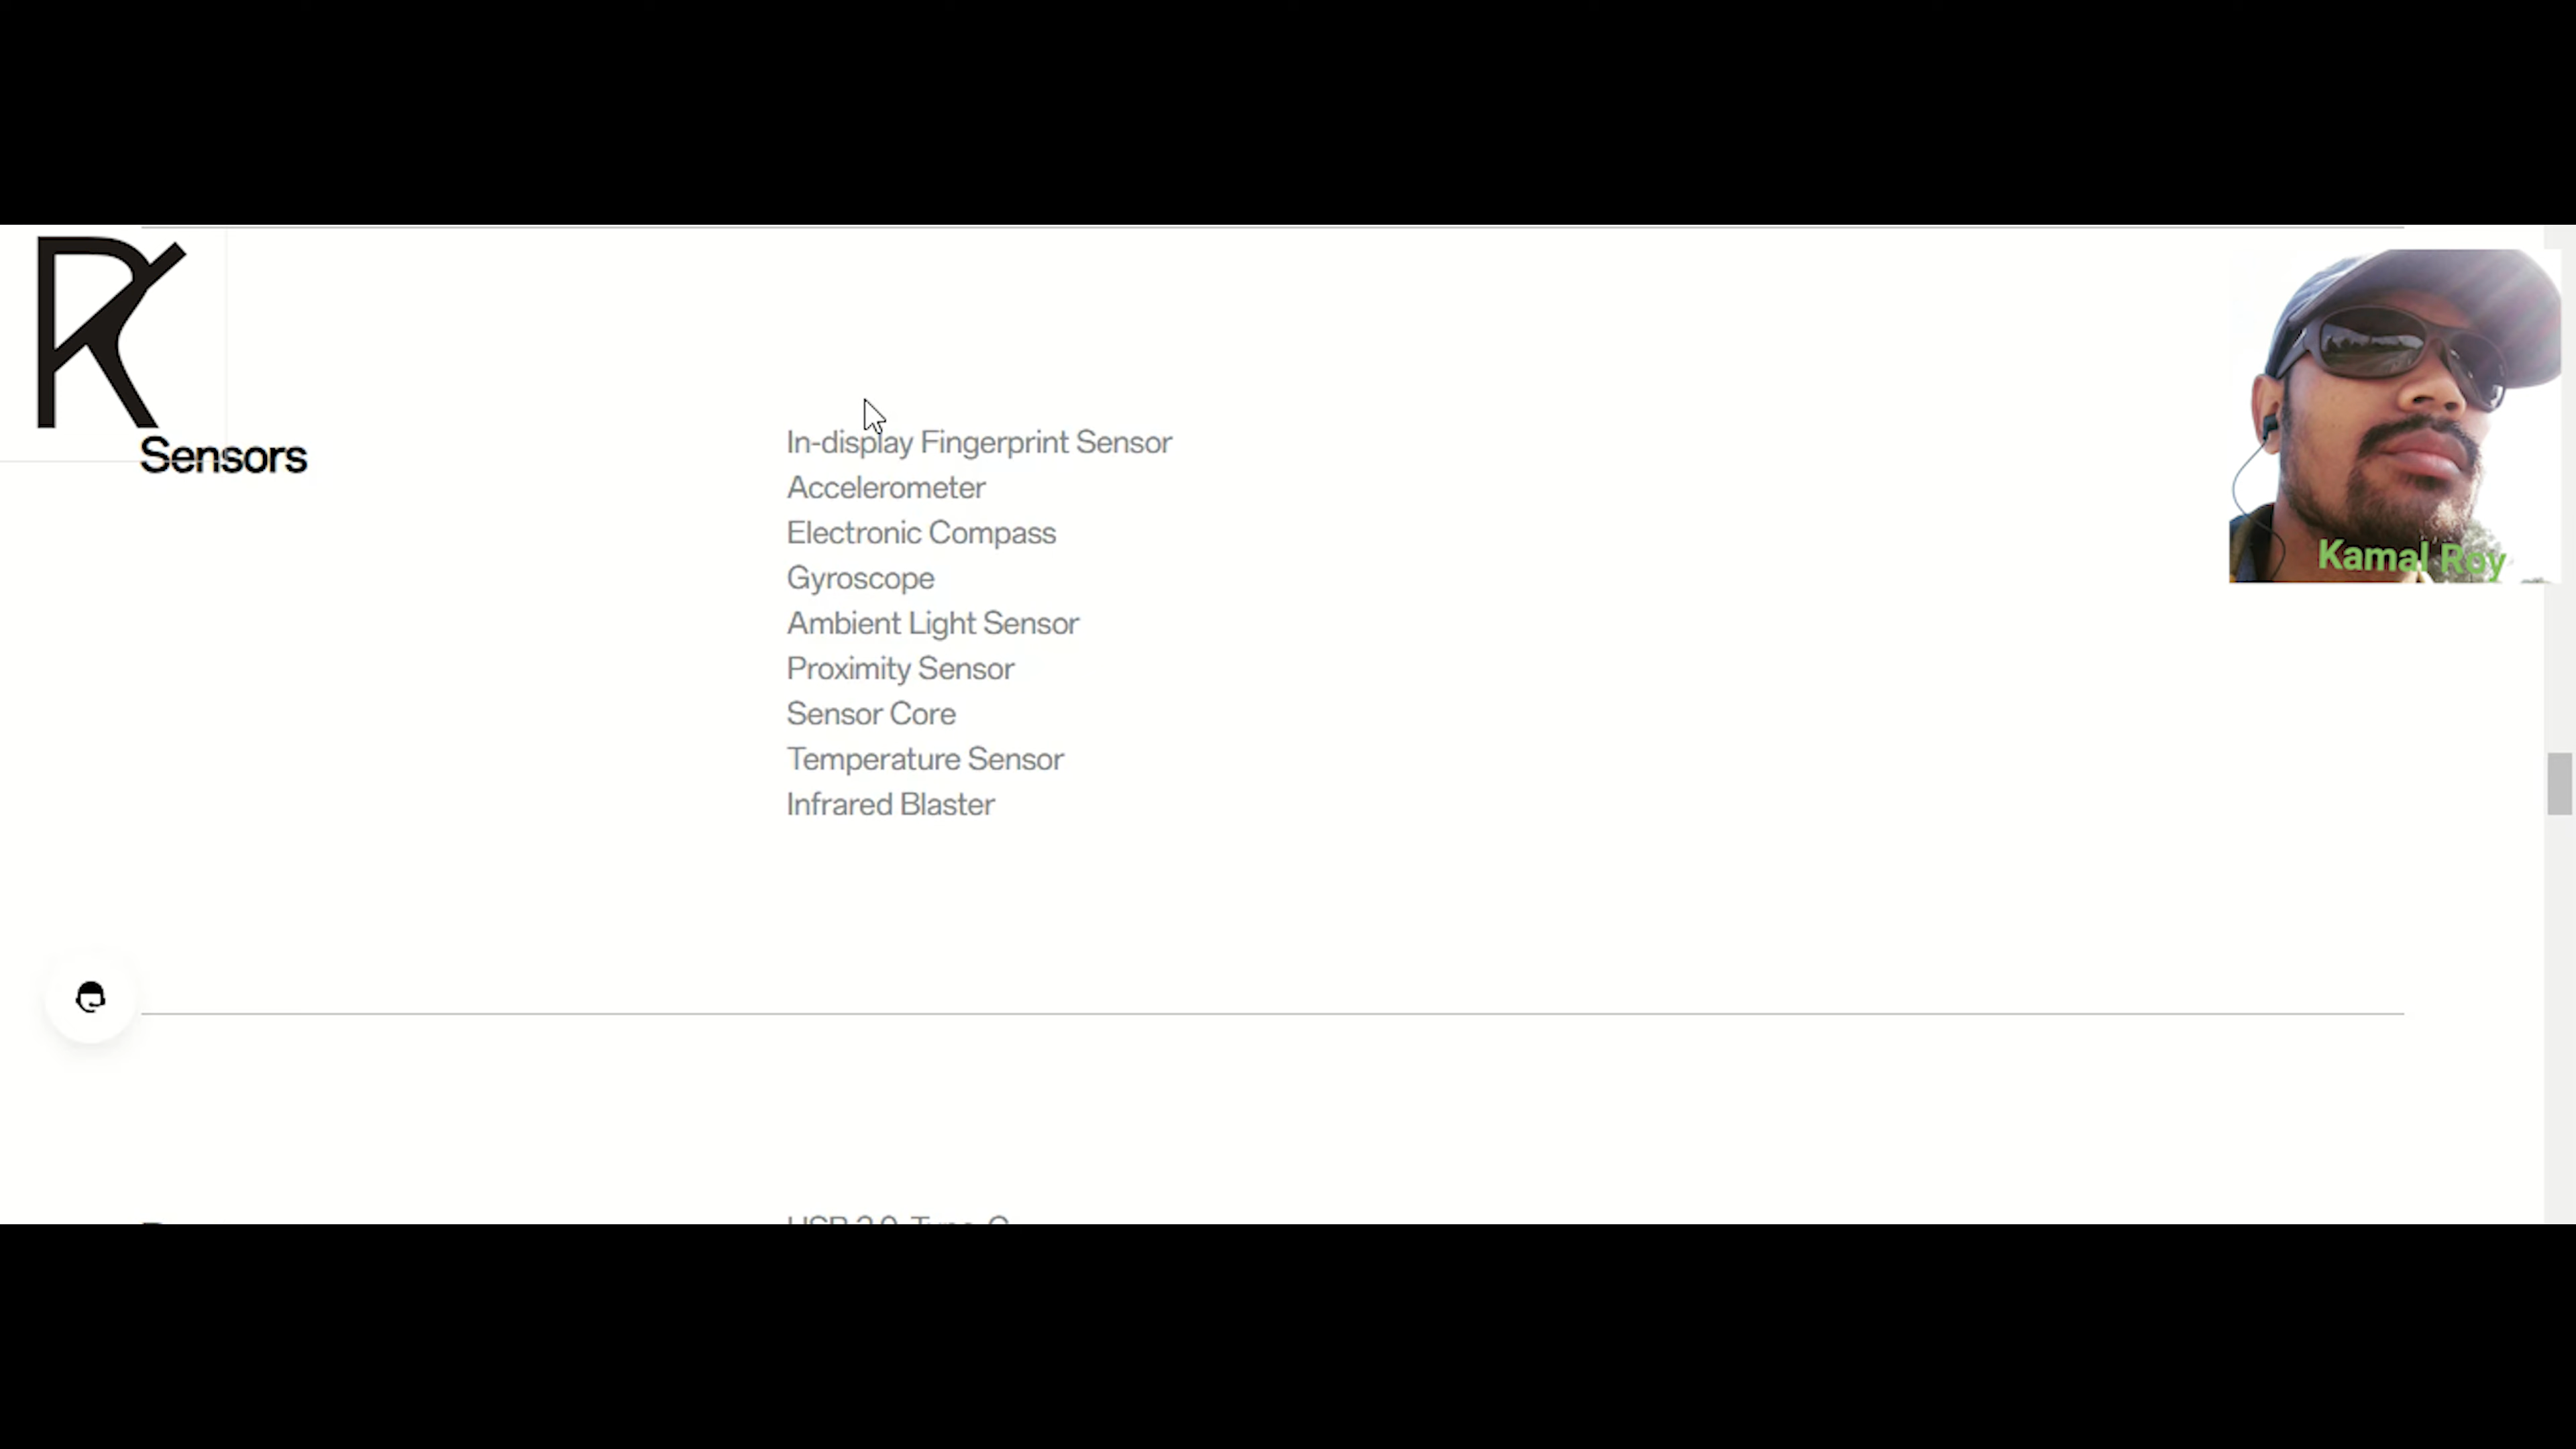 Sensors
In-display Fingerprint Sensor
Accelerometer
Electronic Compass
Gyroscope
Ambient Light Sensor
Proximity Sensor
Sensor Core
Temperature Sensor
Infrared Blaster
Kamal Roy